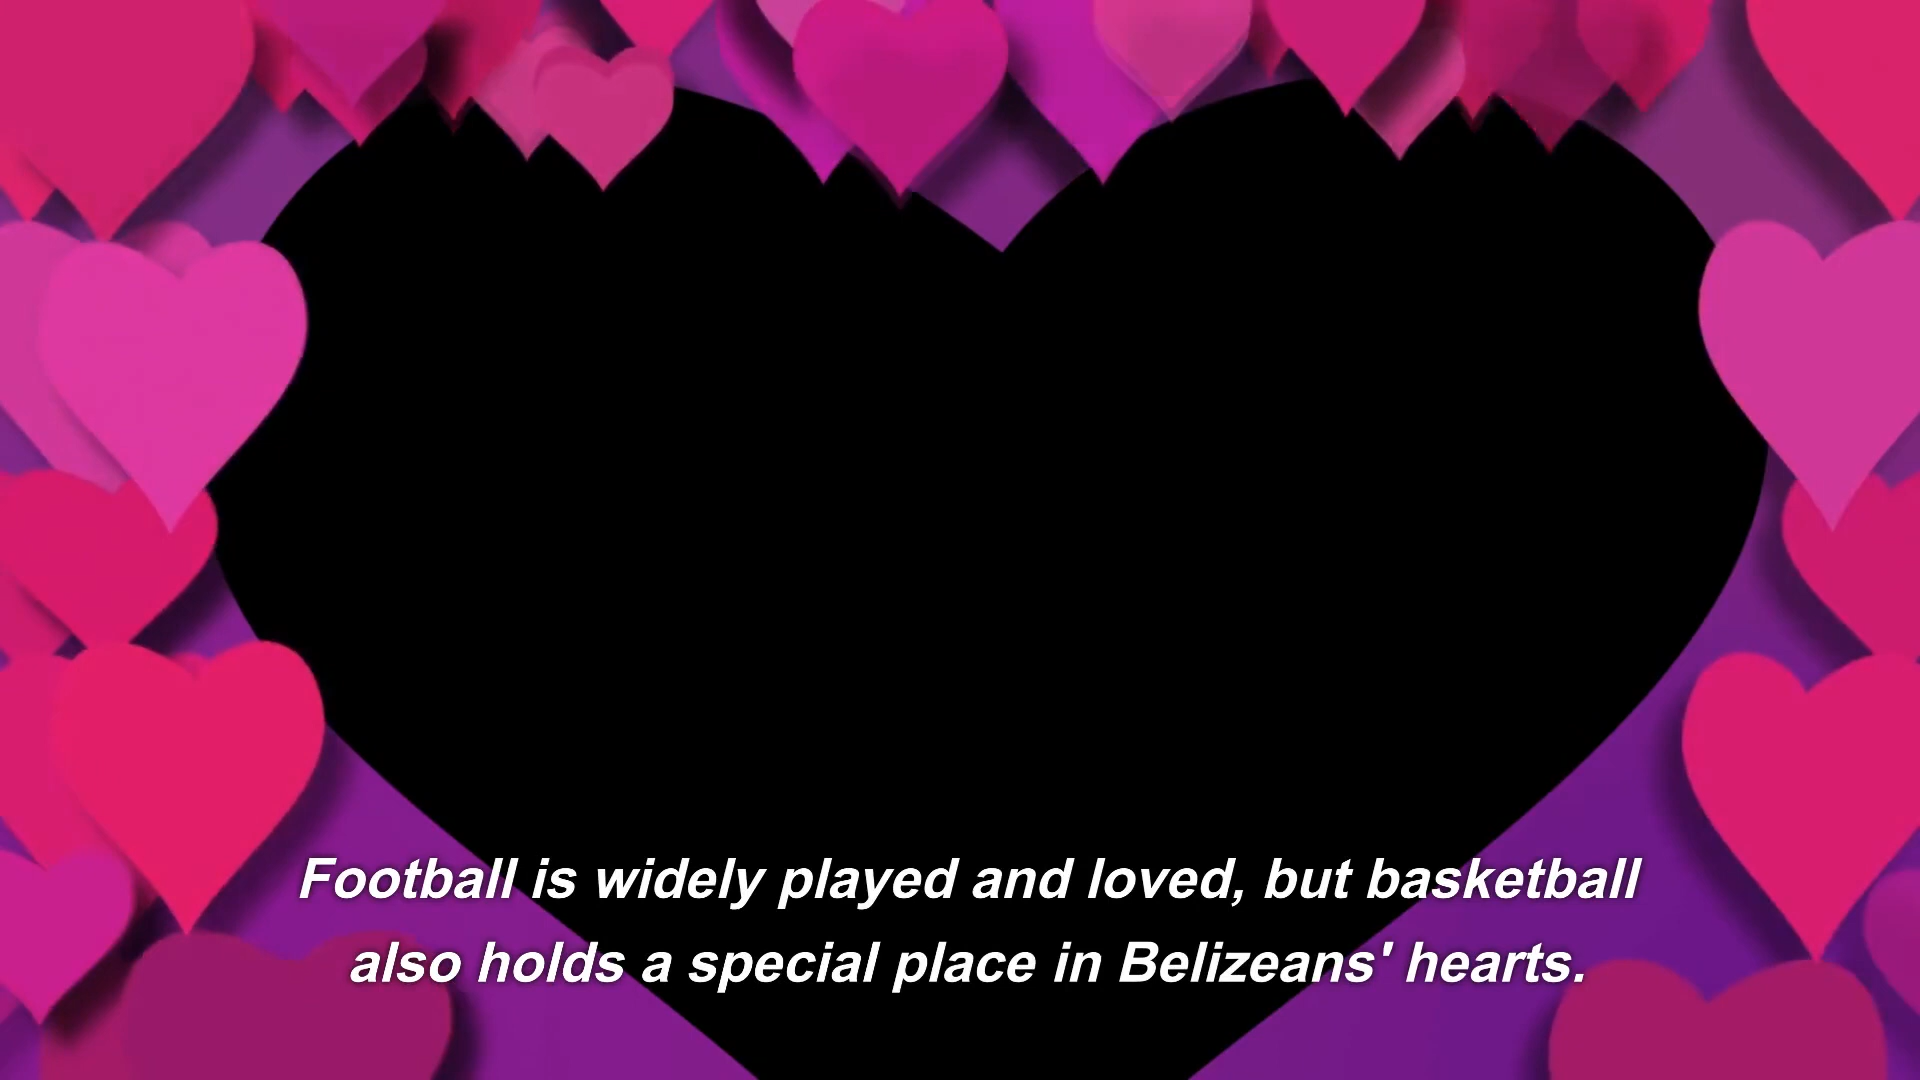 Football is widely played and loved, but basketball
also holds a special place in Belizeans' hearts.